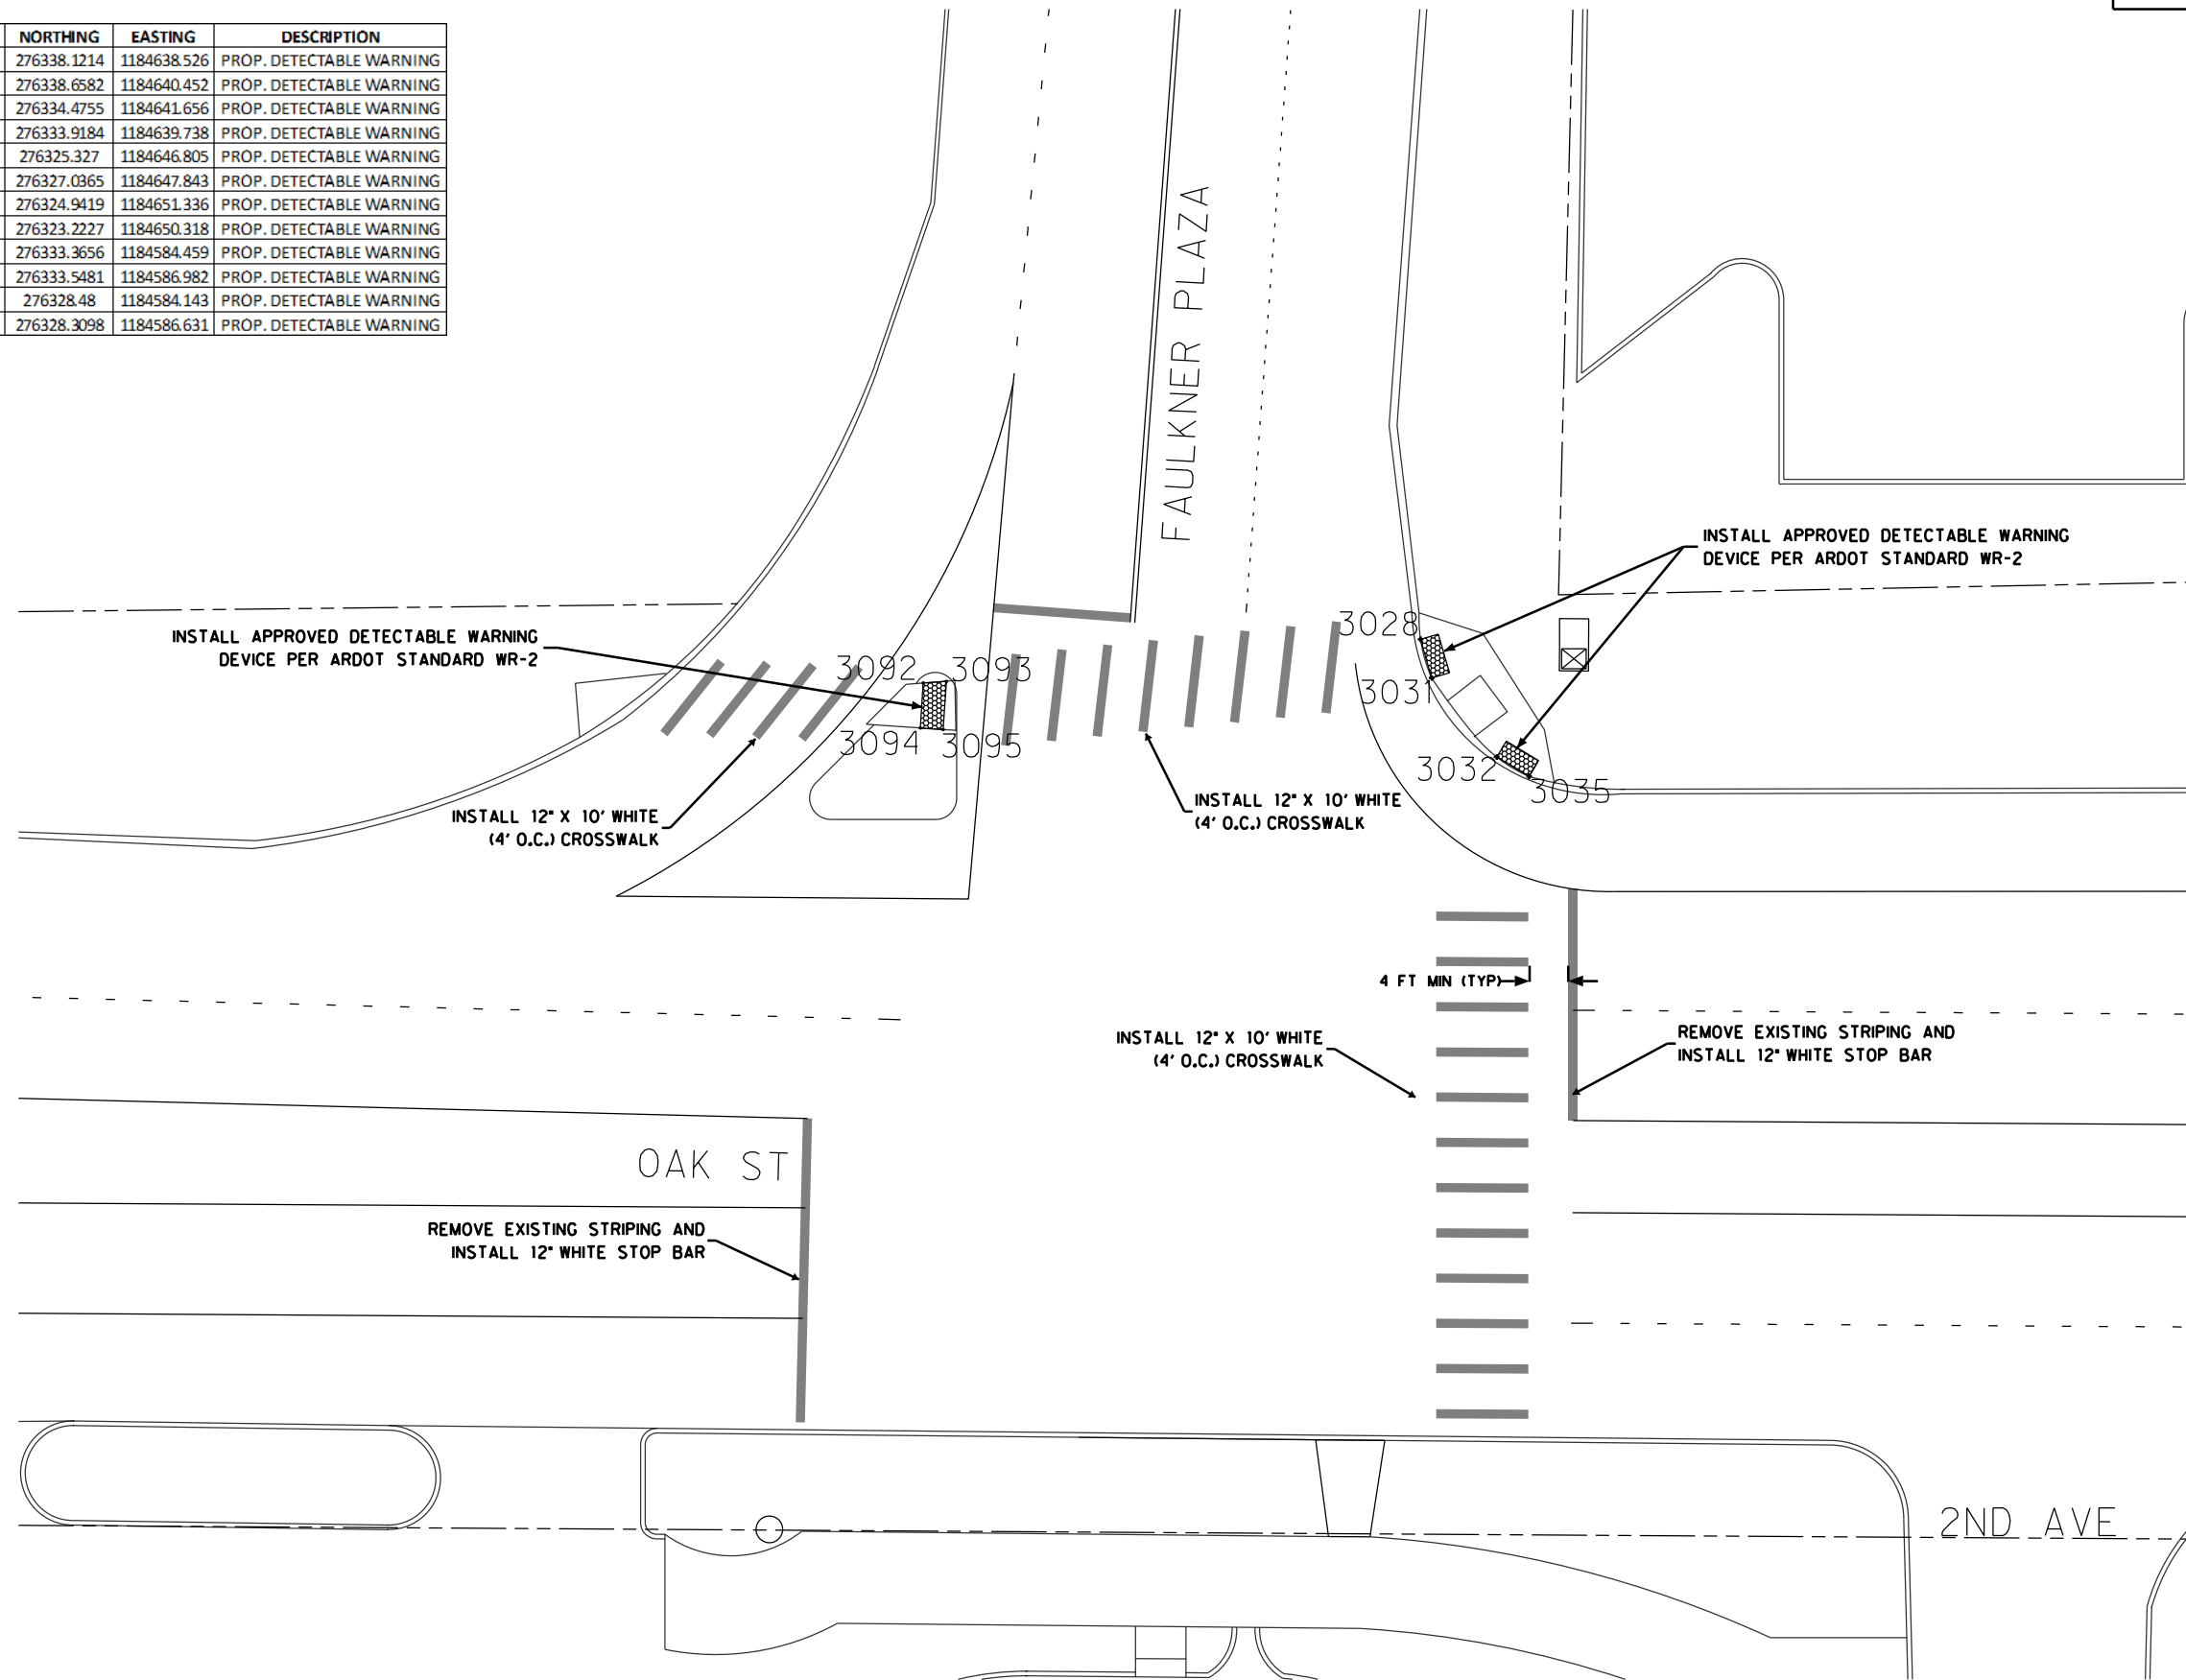 NORTHING EASTING DESCRIPTION
276338.1214 1184638.526 PROP. DETECTABLE WARNING
276338.6582 1184640.452 PROP. DETECTABLE WARNING
276334.4755 1184641.656 PROP. DETECTABLE WARNING
276333.9184 1184639.738 PROP. DETECTABLE WARNING
276325.327 1184646.805 PROP. DETECTABLE WARNING
276327.0365 1184647.843 PROP. DETECTABLE WARNING
276324.9419 1184651.336 PROP. DETECTABLE WARNING
276323.2227 1184650.318 PROP. DETECTABLE WARNING
276333.3656 1184584.459 PROP. DETECTABLE WARNING
276333.5481 1184586.982 PROP. DETECTABLE WARNING
276328.48 1184584.143 PROP. DETECTABLE WARNING
276328.3098 1184586.631 PROP. DETECTABLE WARNING
FAULKNER PLAZA
INSTALL APPROVED DETECTABLE WARNING
DEVICE PER ARDOT STANDARD WR-2
INSTALL APPROVED DETECTABLE WARNING
DEVICE PER ARDOT STANDARD WR-2
3028
3092
3093
3031
3094
3095
3032
3035
INSTALL 12" X 10' WHITE
(4' O.C.) CROSSWALK
INSTALL 12" X 10' WHITE
(4' O.C.) CROSSWALK
4 FT MIN (TYP)
INSTALL 12" X 10' WHITE
(4' O.C.) CROSSWALK
REMOVE EXISTING STRIPING AND
INSTALL 12" WHITE STOP BAR
OAK ST
REMOVE EXISTING STRIPING AND
INSTALL 12" WHITE STOP BAR
2ND AVE